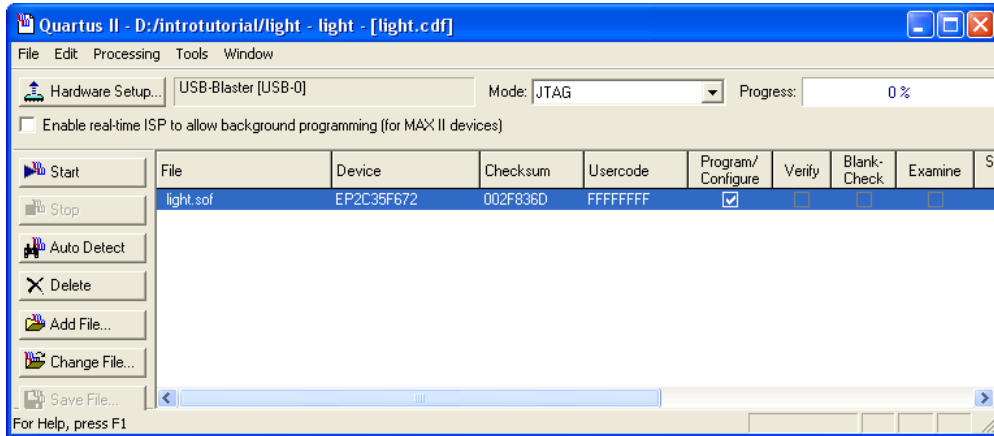 Quartus II - D:/introtutorial/light - light - [light.cdf]
File Edit Processing Tools Window
Hardware Setup... USB-Blaster [USB-0] Mode: JTAG Progress: 0 %
Enable real-time ISP to allow background programming (for MAX II devices)
Start
Stop
Auto Detect
Delete
Add File...
Change File...
Save File...
File Device Checksum Usercode Program/ Configure Verify Blank- Check Examine S
light.sof EP2C35F672 002F836D FFFFFFFF
For Help, press F1